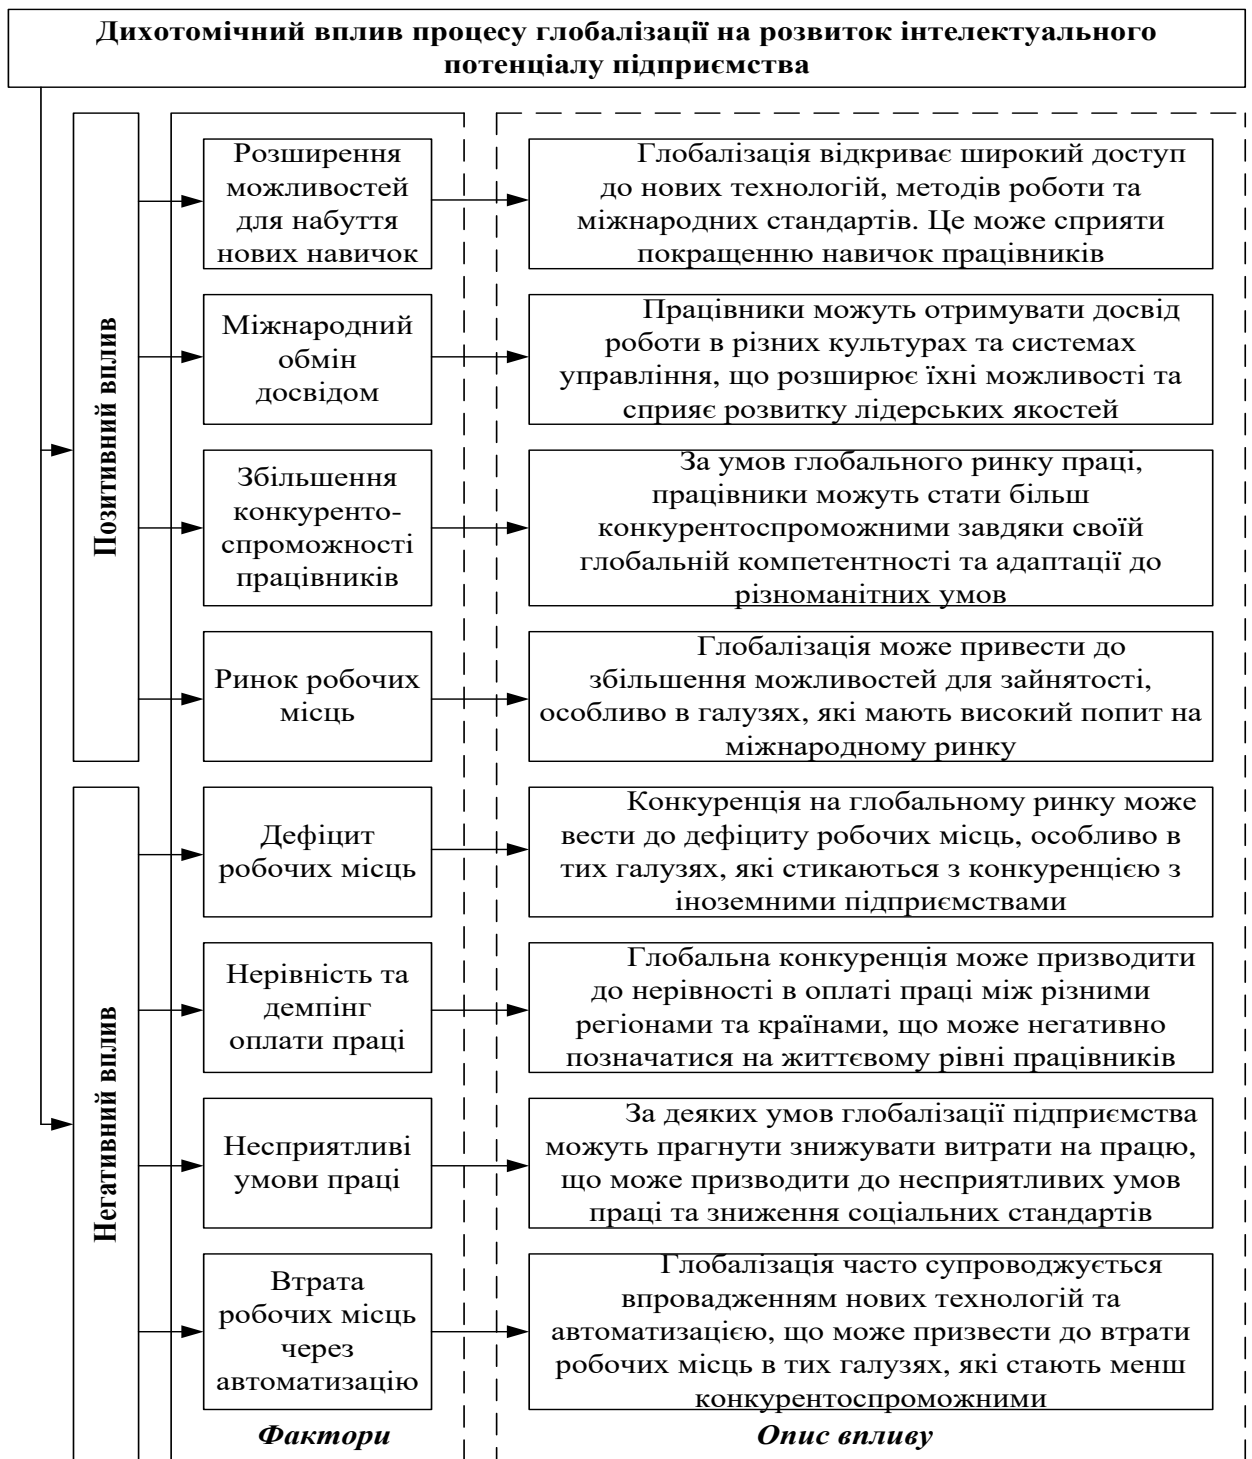 Дихотомічний вплив процесу глобалізації на розвиток інтелектуального
потенціалу підприємства
Позитивний вплив
Розширення
можливостей
для набуття
нових навичок
Глобалізація відкриває широкий доступ
до нових технологій, методів роботи та
міжнародних стандартів. Це може сприяти
покращенню навичок працівників
Міжнародний
обмін
досвідом
Працівники можуть отримувати досвід
роботи в різних культурах та системах
управління, що розширює їхні можливості та
сприяє розвитку лідерських якостей
Збільшення
конкуренто-
спроможності
працівників
За умов глобального ринку праці,
працівники можуть стати більш
конкурентоспроможними завдяки своїй
глобальній компетентності та адаптації до
різноманітних умов
Ринок робочих
місць
Глобалізація може привести до
збільшення можливостей для зайнятості,
особливо в галузях, які мають високий попит на
міжнародному ринку
Негативний вплив
Дефіцит
робочих місць
Конкуренція на глобальному ринку може
вести до дефіциту робочих місць, особливо в
тих галузях, які стикаються з конкуренцією з
іноземними підприємствами
Нерівність та
демпінг
оплати праці
Глобальна конкуренція може призводити
до нерівності в оплаті праці між різними
регіонами та країнами, що може негативно
позначатися на життєвому рівні працівників
Несприятливі
умови праці
За деяких умов глобалізації підприємства
можуть прагнути знижувати витрати на працю,
що може призводити до несприятливих умов
праці та зниження соціальних стандартів
Втрата
робочих місць
через
автоматизацію
Глобалізація часто супроводжується
впровадженням нових технологій та
автоматизацією, що може призвести до втрати
робочих місць в тих галузях, які стають менш
конкурентоспроможними
Фактори
Опис впливу